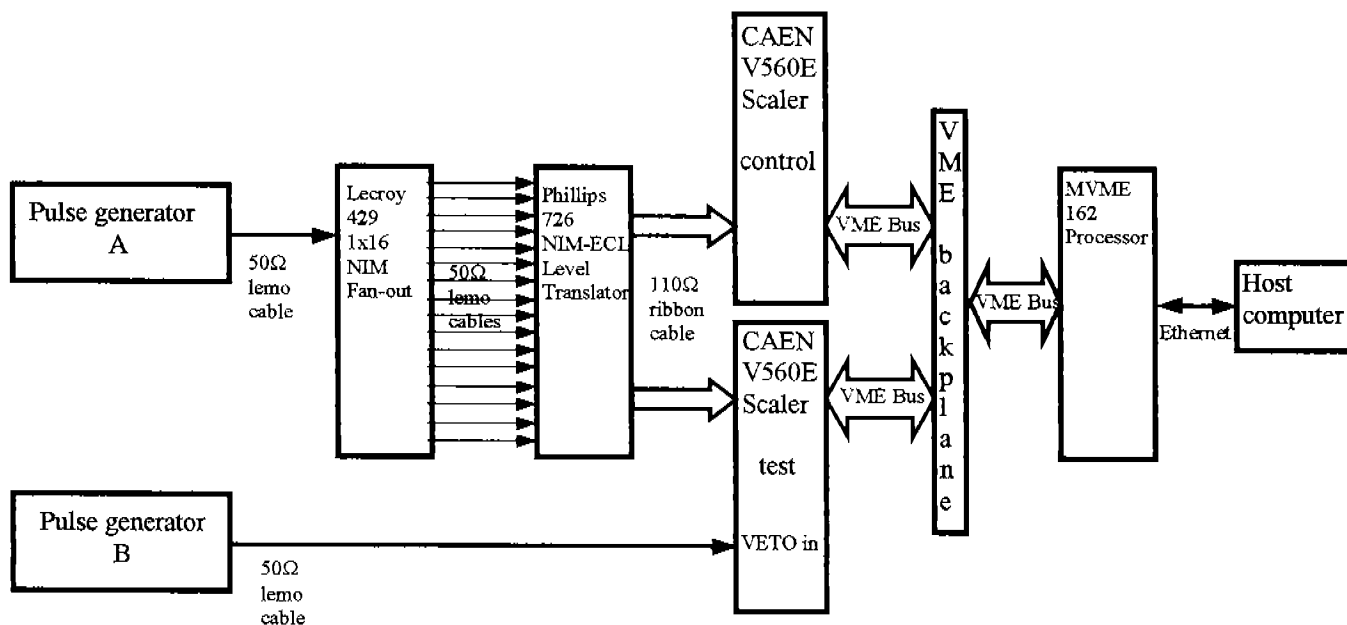 Pulse generator
A
50Ω
lemo
cable
Lecroy
429
1x16
NIM
Fan-out
50Ω
lemo
cables
Phillips
726
NIM-ECL
Level
Translator
110Ω
ribbon
cable
CAEN
V560E
Scaler
control
VME Bus
CAEN
V560E
Scaler
test
VETO in
VME Bus
VME backplane
VME Bus
MVME
162
Processor
Ethernet
Host
computer
Pulse generator
B
50Ω
lemo
cable